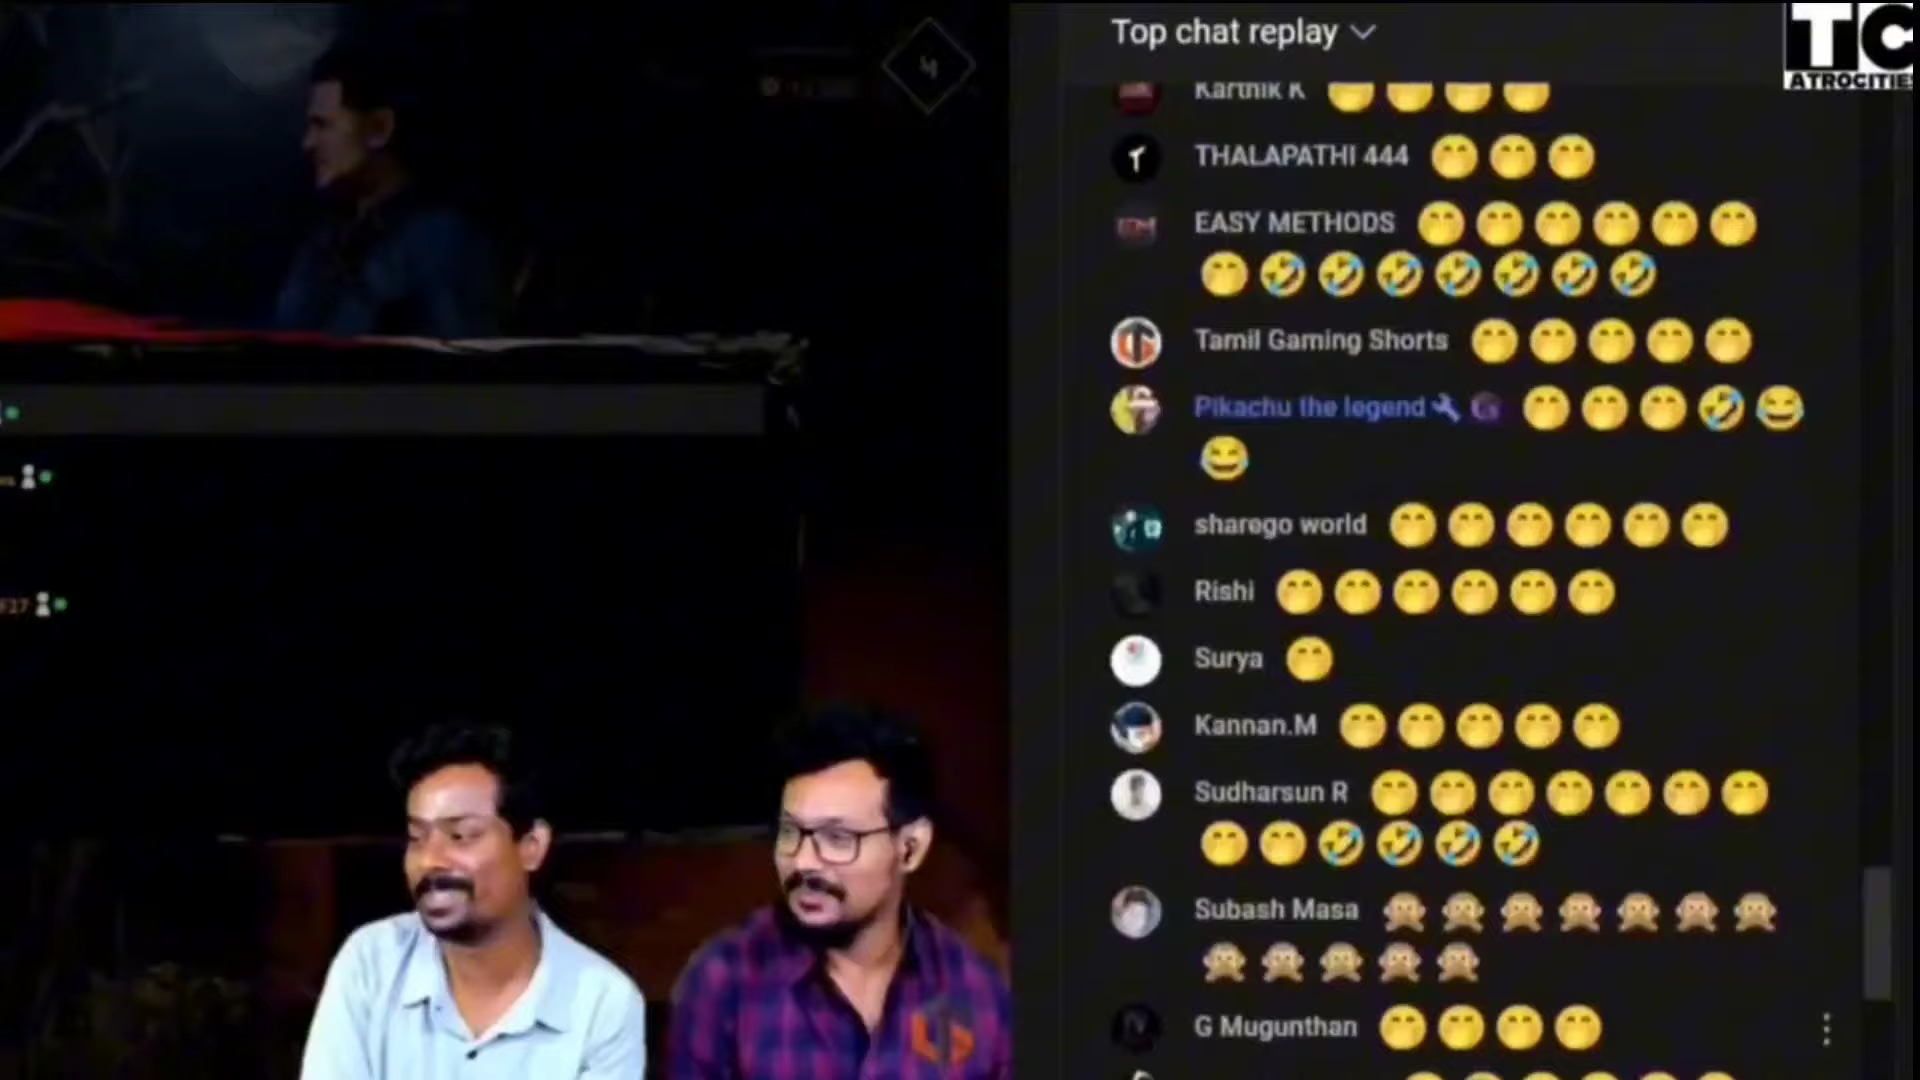 Top chat replay
TC
ATROCITIE
Karthik K
THALAPATHI 444
EASY METHODS
Tamil Gaming Shorts
Pikachu the legend
sharego world
Rishi
Surya
Kannan.M
Sudharsun R
Subash Masa
G Mugunthan